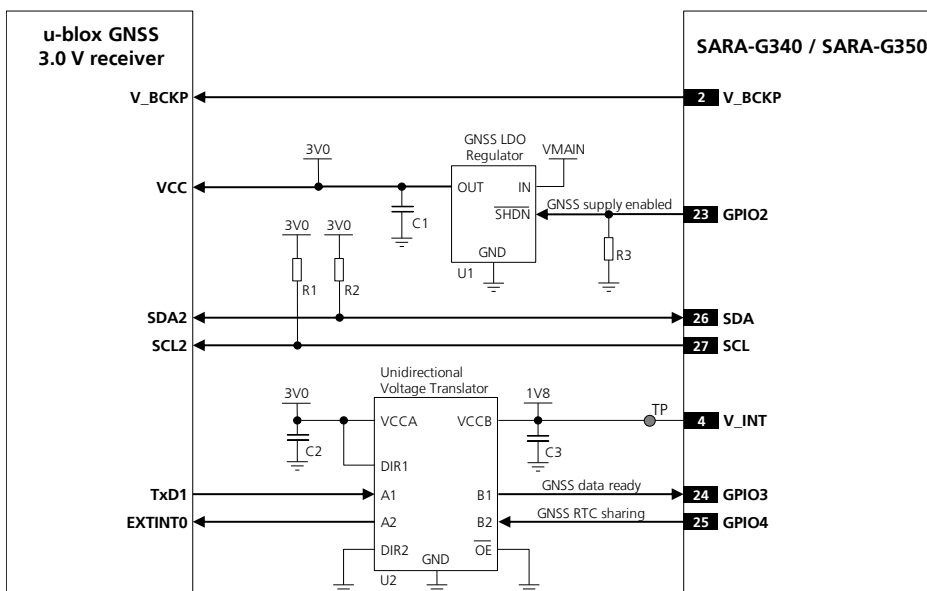 u-blox GNSS
3.0 V receiver
SARA-G340 / SARA-G350
V_BCKP
2 V_BCKP
GNSS LDO
Regulator
VMAIN
3V0
VCC
OUT
IN
GNSS supply enabled
23 GPIO2
SHDN
C1
3V0
3V0
GND
R3
U1
R1
R2
SDA2
26 SDA
SCL2
27 SCL
Unidirectional
Voltage Translator
3V0
1V8
TP
VCCA
VCCB
4 V_INT
C2
C3
DIR1
GNSS data ready
TxD1
A1
B1
24 GPIO3
GNSS RTC sharing
EXTINT0
A2
B2
25 GPIO4
DIR2
OE
GND
U2